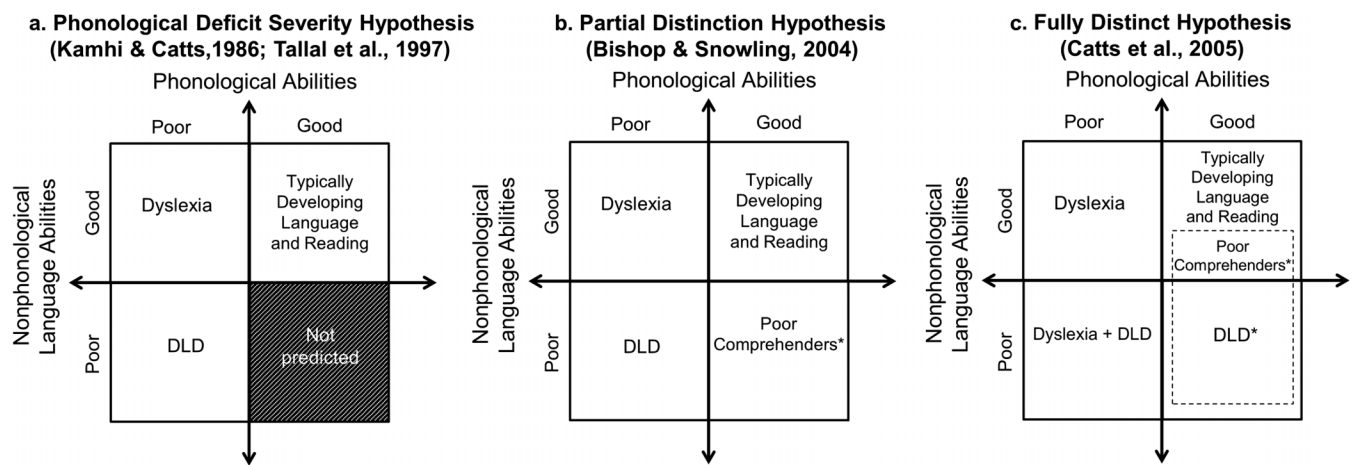 a. Phonological Deficit Severity Hypothesis
(Kamhi & Catts,1986; Tallal et al., 1997)
Phonological Abilities
Poor
Good
Nonphonological
Language Abilities
Good
Poor
Dyslexia
Typically
Developing
Language
and Reading
DLD
Not
predicted
b. Partial Distinction Hypothesis
(Bishop & Snowling, 2004)
Phonological Abilities
Poor
Good
Nonphonological
Language Abilities
Good
Poor
Dyslexia
Typically
Developing
Language
and Reading
DLD
Poor
Comprehenders*
c. Fully Distinct Hypothesis
(Catts et al., 2005)
Phonological Abilities
Poor
Good
Nonphonological
Language Abilities
Good
Poor
Dyslexia
Typically
Developing
Language
and Reading
Poor
Comprehenders*
Dyslexia + DLD
DLD*